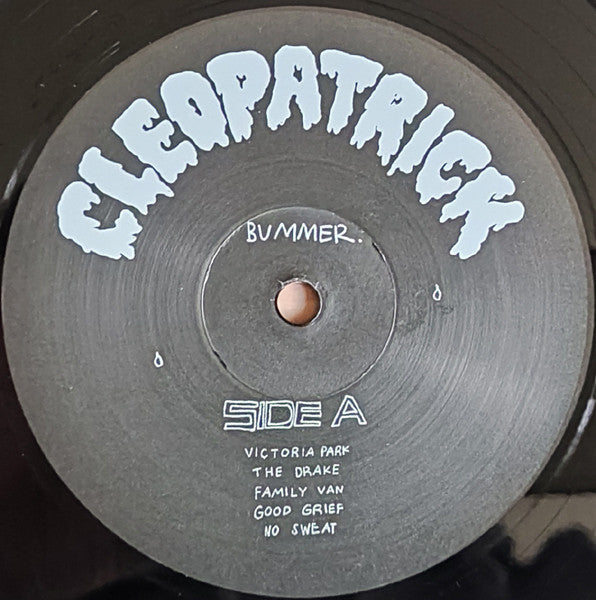 CLEOPATRICK
BUMMER.
SIDE A
VICTORIA PARK
THE DRAKE
FAMILY VAN
GOOD GRIEF
NO SWEAT